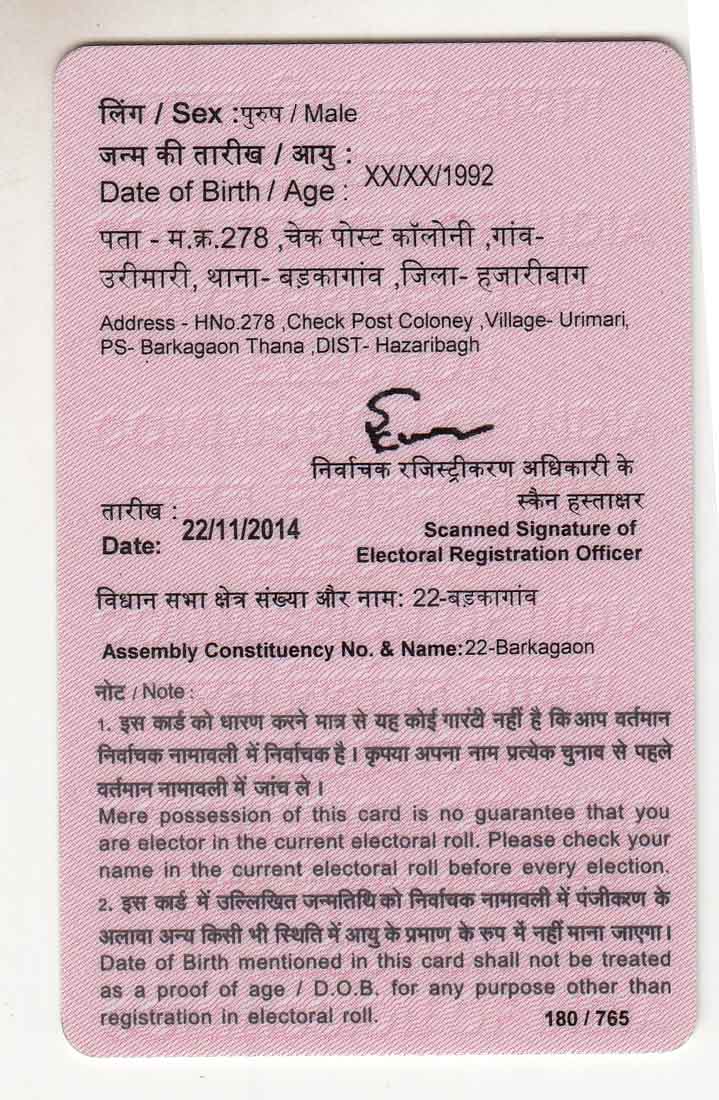 लिंग / Sex :पुरुष / Male
जन्म की तारीख / आयु :
Date of Birth / Age : XX/XX/1992
पता - म.क्र.278 ,चेक पोस्ट कॉलोनी ,गांव-
उरीमारी, थाना- बड़कागांव ,जिला- हजारीबाग
Address - HNo.278 ,Check Post Coloney ,Village- Urimari,
PS- Barkagaon Thana ,DIST- Hazaribagh
निर्वाचक रजिस्ट्रीकरण अधिकारी के
स्कैन हस्ताक्षर
तारीख :
Date: 22/11/2014
Scanned Signature of
Electoral Registration Officer
विधान सभा क्षेत्र संख्या और नाम: 22-बड़कागांव
Assembly Constituency No. & Name:22-Barkagaon
नोट / Note :
1. इस कार्ड को धारण करने मात्र से यह कोई गारंटी नहीं है कि आप वर्तमान
निर्वाचक नामावली में निर्वाचक है । कृपया अपना नाम प्रत्येक चुनाव से पहले
वर्तमान नामावली में जांच ले ।
Mere possession of this card is no guarantee that you
are elector in the current electoral roll. Please check your
name in the current electoral roll before every election.
2. इस कार्ड में उल्लिखित जन्मतिथि को निर्वाचक नामावली में पंजीकरण के
अलावा अन्य किसी भी स्थिति में आयु के प्रमाण के रूप में नहीं माना जाएगा ।
Date of Birth mentioned in this card shall not be treated
as a proof of age / D.O.B. for any purpose other than
registration in electoral roll.
180 / 765